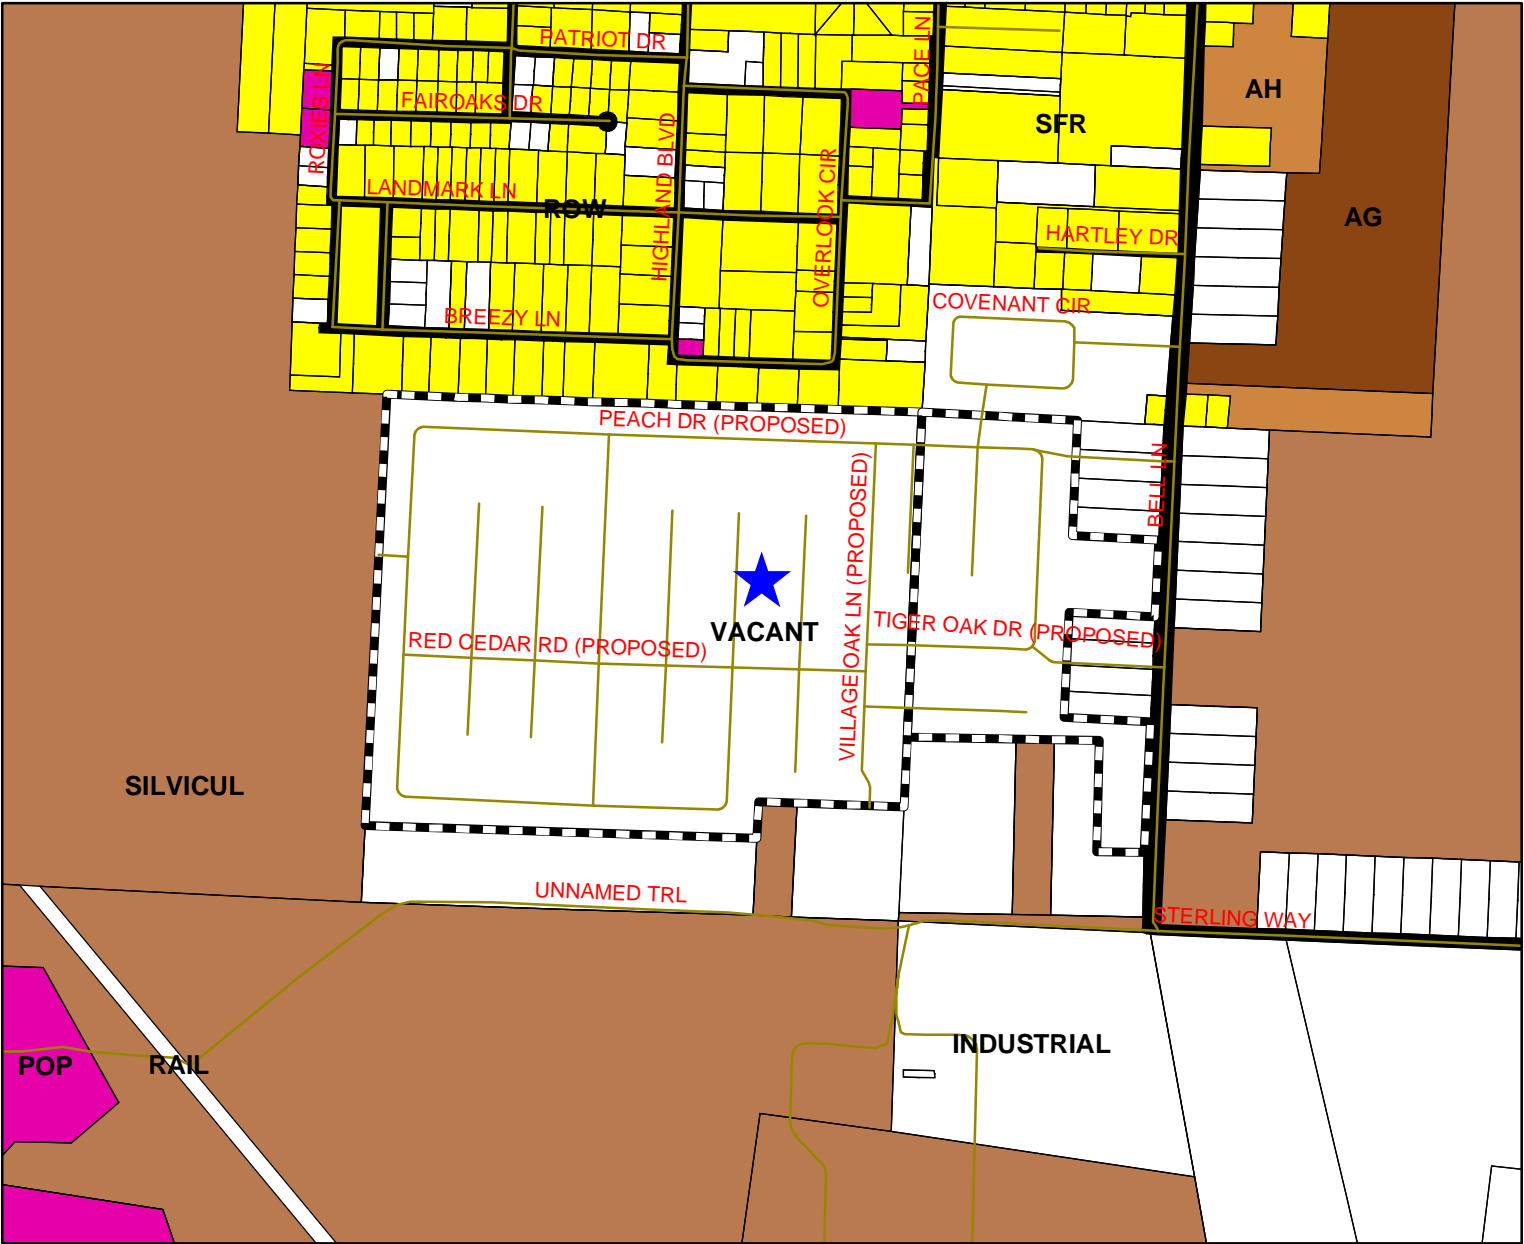 PATRIOT DR
PACE LN
AH
ROXIES LN
FAIROAKS DR
SFR
HIGHLAND BLVD
OVERLOOK CIR
LANDMARK LN
ROW
AG
HARTLEY DR
COVENANT CIR
BREEZY LN
PEACH DR (PROPOSED)
BELL LN
VILLAGE OAK LN (PROPOSED)
VACANT
TIGER OAK DR (PROPOSED)
RED CEDAR RD (PROPOSED)
SILVICUL
UNNAMED TRL
STERLING WAY
INDUSTRIAL
POP
RAIL